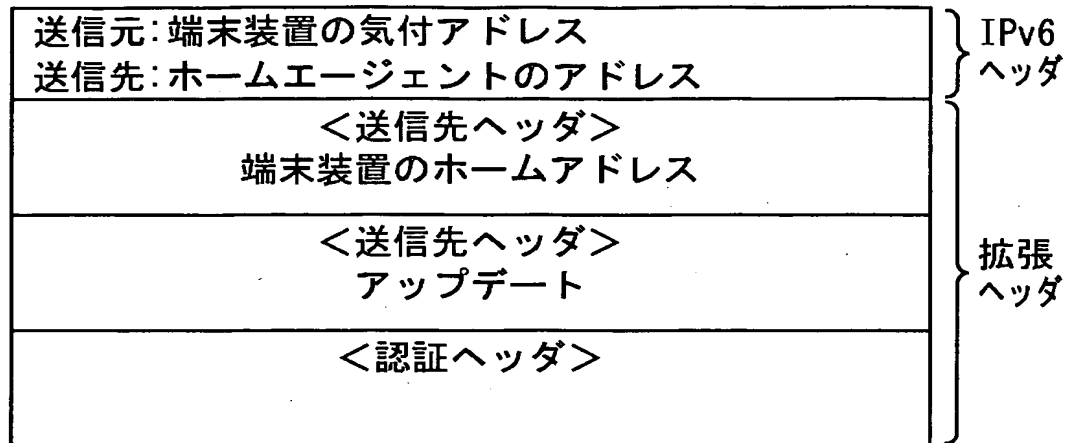 送信元:端末装置の気付アドレス
送信先:ホームエージェントのアドレス
IPv6
ヘッダ
<送信先ヘッダ>
端末装置のホームアドレス
<送信先ヘッダ>
アップデート
<認証ヘッダ>
拡張
ヘッダ